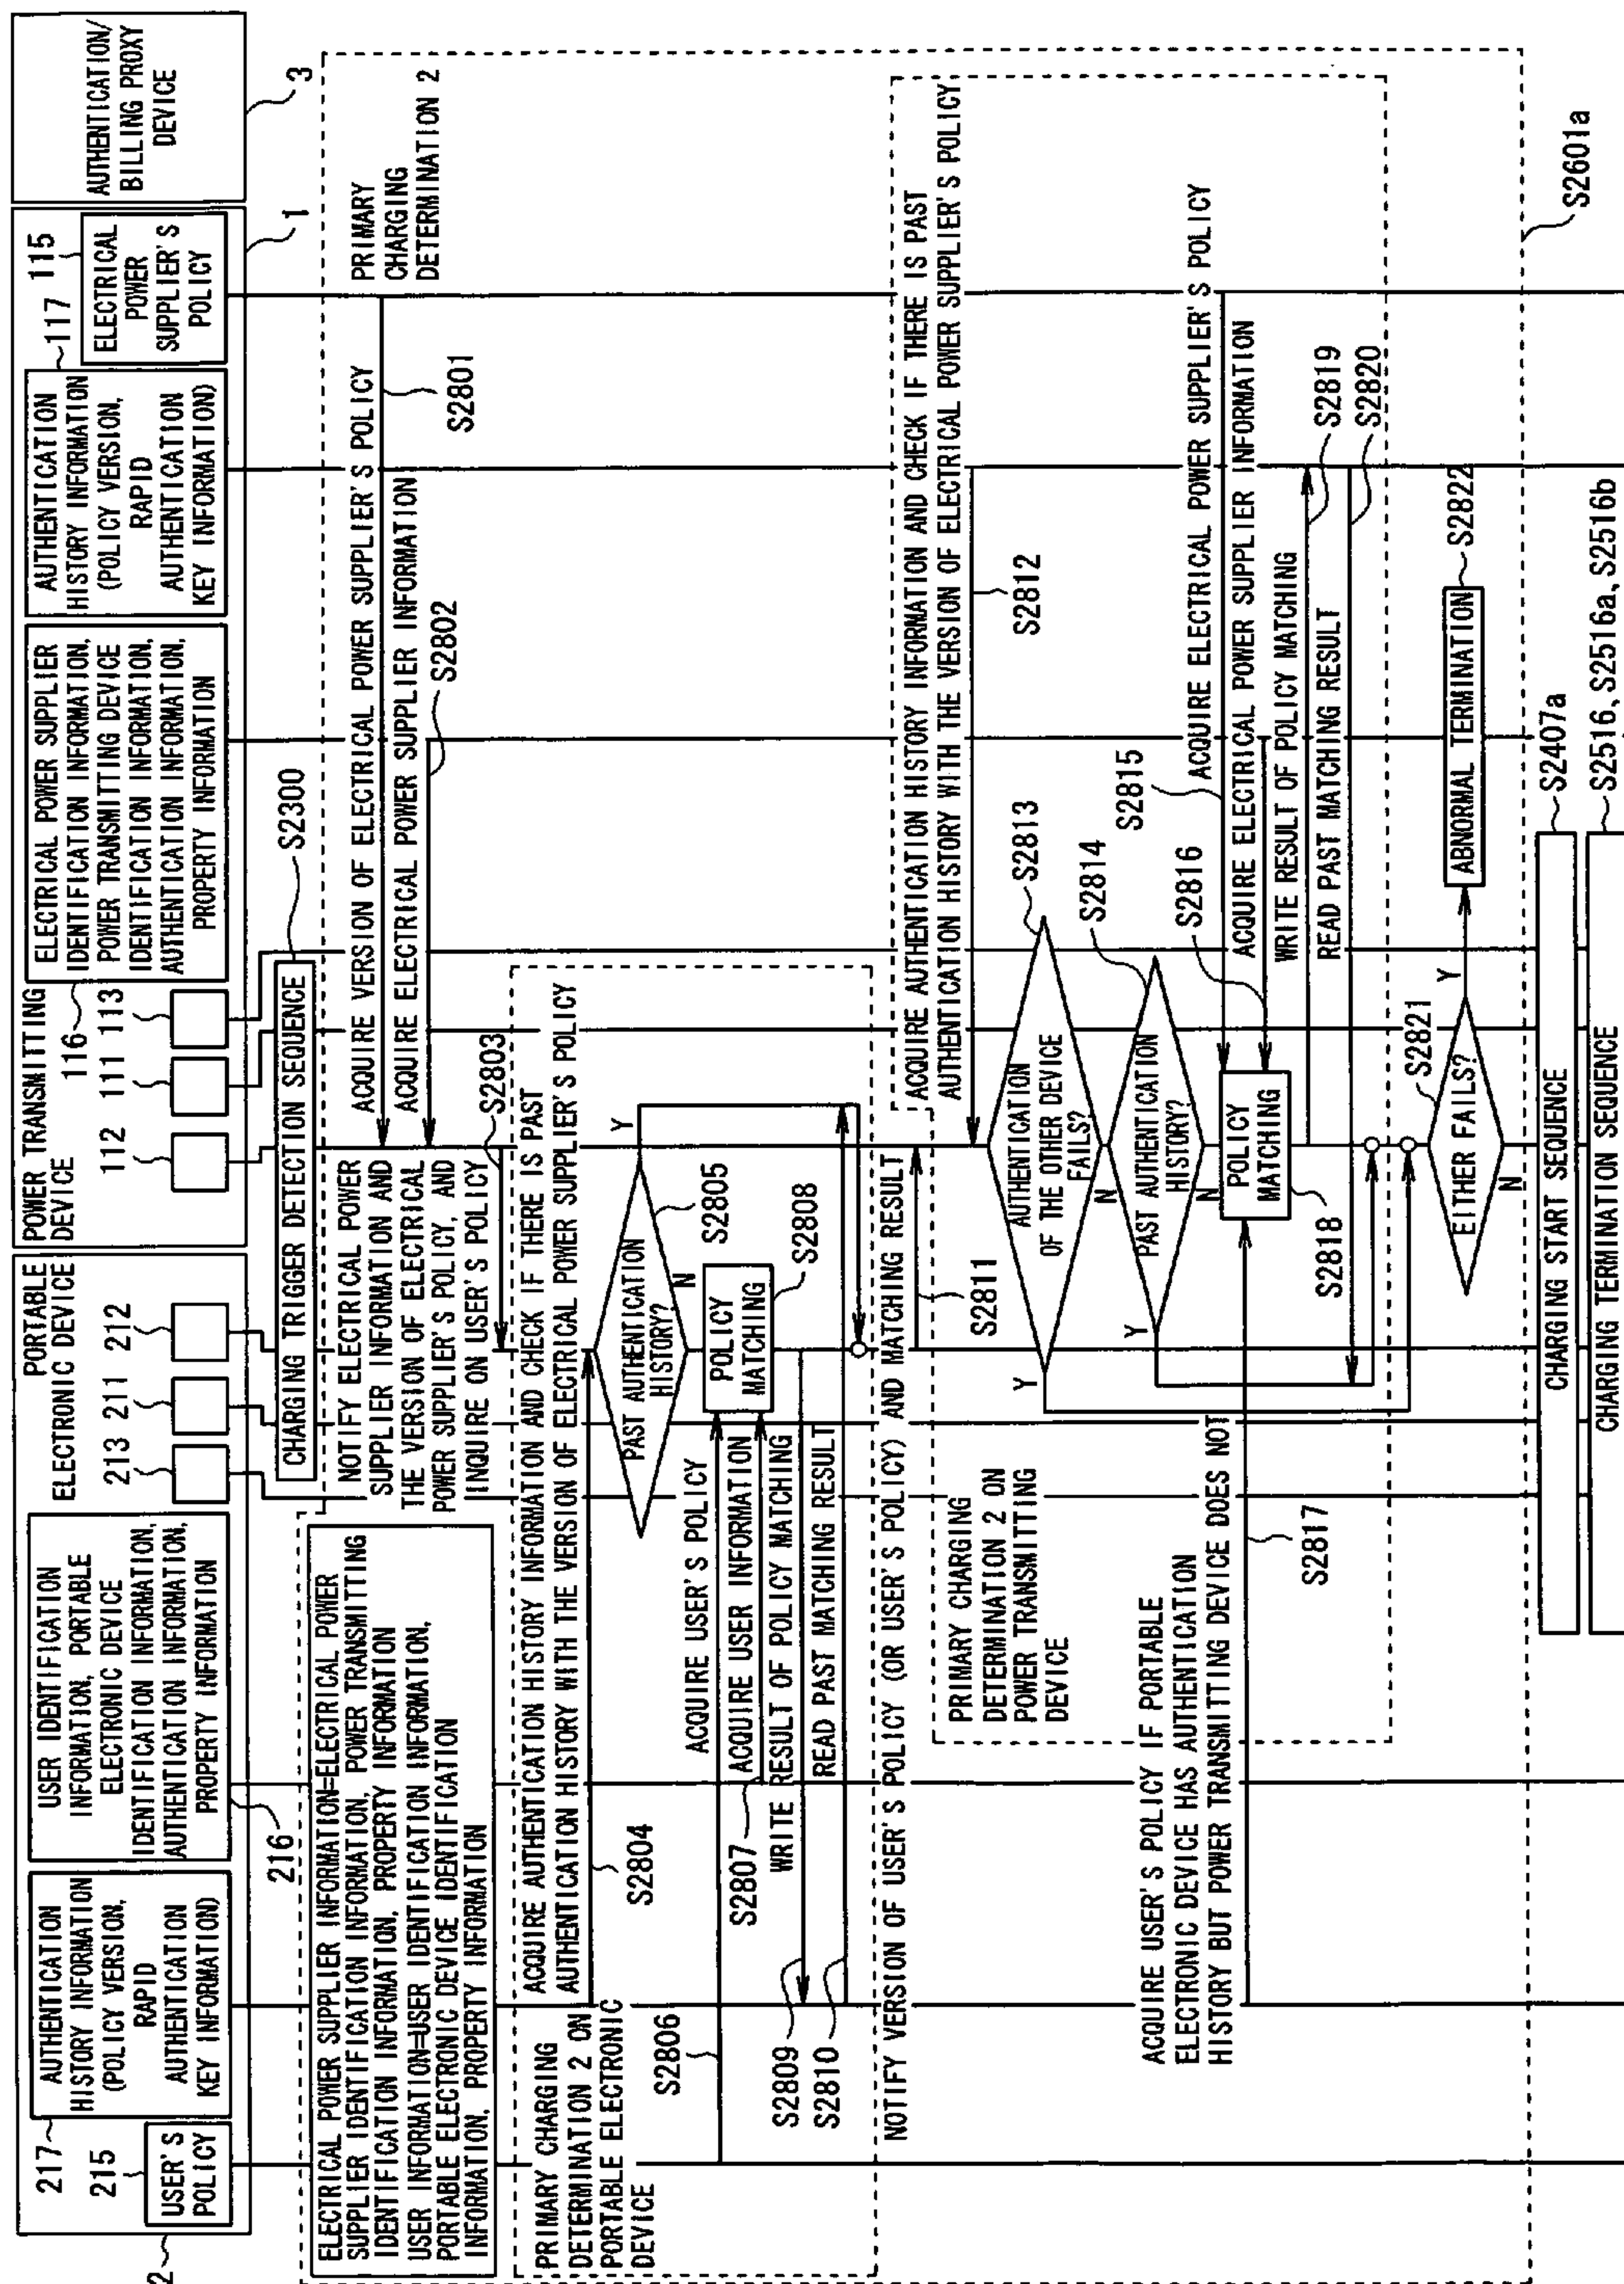 PORTABLE
ELECTRONIC DEVICE
2
215
USER'S
POLICY
217
AUTHENTICATION
HISTORY INFORMATION
(POLICY VERSION,
RAPID
AUTHENTICATION
KEY INFORMATION)
USER IDENTIFICATION
INFORMATION, PORTABLE
ELECTRONIC DEVICE
IDENTIFICATION INFORMATION,
AUTHENTICATION INFORMATION,
PROPERTY INFORMATION
216
213
211
212
POWER TRANSMITTING
DEVICE
112
111
113
116
ELECTRICAL POWER SUPPLIER
IDENTIFICATION INFORMATION,
POWER TRANSMITTING DEVICE
IDENTIFICATION INFORMATION,
AUTHENTICATION INFORMATION,
PROPERTY INFORMATION
AUTHENTICATION
HISTORY INFORMATION
(POLICY VERSION,
RAPID
AUTHENTICATION
KEY INFORMATION)
117
115
ELECTRICAL
POWER
SUPPLIER'S
POLICY
1
AUTHENTICATION/
BILLING PROXY
DEVICE
3
CHARGING TRIGGER DETECTION SEQUENCE
S2300
ELECTRICAL POWER SUPPLIER INFORMATION=ELECTRICAL POWER
SUPPLIER IDENTIFICATION INFORMATION, POWER TRANSMITTING
IDENTIFICATION INFORMATION, PROPERTY INFORMATION
USER INFORMATION=USER IDENTIFICATION INFORMATION,
PORTABLE ELECTRONIC DEVICE IDENTIFICATION
INFORMATION, PROPERTY INFORMATION
PRIMARY
CHARGING
DETERMINATION 2
ACQUIRE VERSION OF ELECTRICAL POWER SUPPLIER'S POLICY
S2801
ACQUIRE ELECTRICAL POWER SUPPLIER INFORMATION
S2802
NOTIFY ELECTRICAL POWER
SUPPLIER INFORMATION AND
THE VERSION OF ELECTRICAL
POWER SUPPLIER'S POLICY, AND
INQUIRE ON USER'S POLICY
S2803
PRIMARY CHARGING
DETERMINATION 2 ON
PORTABLE ELECTRONIC
DEVICE
ACQUIRE AUTHENTICATION HISTORY INFORMATION AND CHECK IF THERE IS PAST
AUTHENTICATION HISTORY WITH THE VERSION OF ELECTRICAL POWER SUPPLIER'S POLICY
S2804
PAST AUTHENTICATION
HISTORY?
Y
N
S2805
S2806
ACQUIRE USER'S POLICY
S2807
ACQUIRE USER INFORMATION
POLICY
MATCHING
S2808
WRITE RESULT OF POLICY MATCHING
S2809
READ PAST MATCHING RESULT
S2810
NOTIFY VERSION OF USER'S POLICY (OR USER'S POLICY) AND MATCHING RESULT
S2811
ACQUIRE AUTHENTICATION HISTORY INFORMATION AND CHECK IF THERE IS PAST
AUTHENTICATION HISTORY WITH THE VERSION OF ELECTRICAL POWER SUPPLIER'S POLICY
S2812
PRIMARY CHARGING
DETERMINATION 2 ON
POWER TRANSMITTING
DEVICE
AUTHENTICATION
OF THE OTHER DEVICE
FAILS?
Y
N
S2813
PAST AUTHENTICATION
HISTORY?
Y
N
S2814
S2815
ACQUIRE ELECTRICAL POWER SUPPLIER'S POLICY
S2816
ACQUIRE ELECTRICAL POWER SUPPLIER INFORMATION
ACQUIRE USER'S POLICY IF PORTABLE
ELECTRONIC DEVICE HAS AUTHENTICATION
HISTORY BUT POWER TRANSMITTING DEVICE DOES NOT
S2817
POLICY
MATCHING
S2818
WRITE RESULT OF POLICY MATCHING
S2819
READ PAST MATCHING RESULT
S2820
EITHER FAILS?
Y
N
S2821
ABNORMAL TERMINATION
S2822
S2601a
CHARGING START SEQUENCE
S2407a
CHARGING TERMINATION SEQUENCE
S2516, S2516a, S2516b